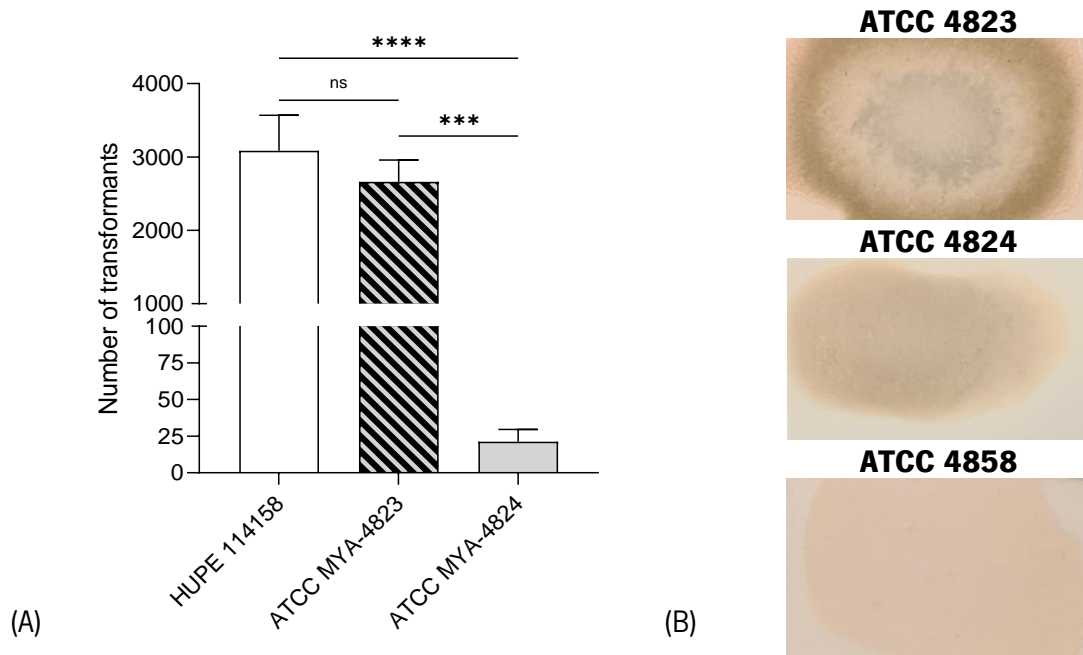 ****
ns
***
4000
3000
2000
1000
100
75
50
25
0
Number of transformants
HUPE 114158
ATCC MYA-4823
ATCC MYA-4824
(A)
ATCC 4823
ATCC 4824
ATCC 4858
(B)